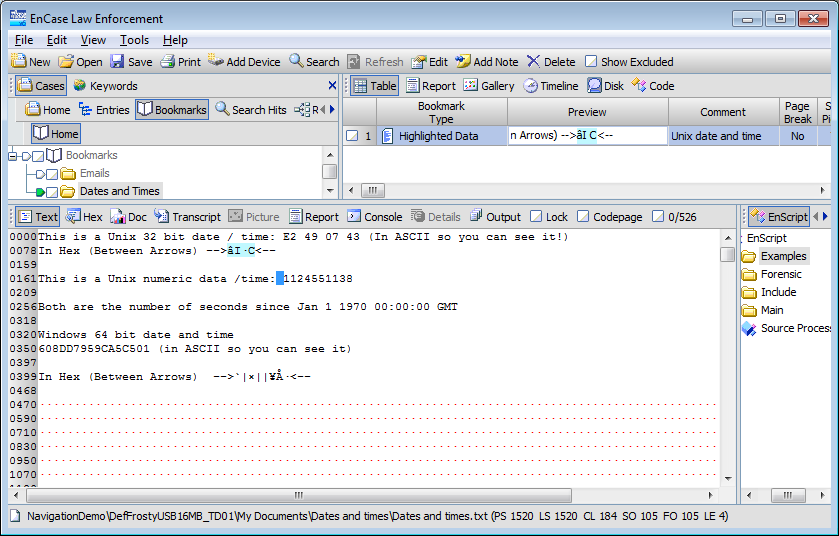 EnCase Law Enforcement
File Edit View Tools Help
New Open Save Print Add Device Search Refresh Edit Add Note Delete Show Excluded
Cases Keywords
Home Entries Bookmarks Search Hits R
Home
Bookmarks
Emails
Dates and Times
Table Report Gallery Timeline Disk Code
Bookmark Type Preview Comment Page Break S Pi
1 Highlighted Data n Arrows) -->âI C<-- Unix date and time No
Text Hex Doc Transcript Picture Report Console Details Output Lock Codepage 0/526
0000 This is a Unix 32 bit date / time: E2 49 07 43 (In ASCII so you can see it!)
0078 In Hex (Between Arrows) -->âI·C<--
0159
0161 This is a Unix numeric data /time: 1124551138
0209
0256 Both are the number of seconds since Jan 1 1970 00:00:00 GMT
0318
0320 Windows 64 bit date and time
0350 608DD7959CA5C501 (in ASCII so you can see it)
0397
0399 In Hex (Between Arrows) -->`|×||¥Å·<--
0468
0470
0590
0710
0830
0950
1070
EnScript
EnScript
Examples
Forensic
Include
Main
Source Process
NavigationDemo\DefFrostyUSB16MB_TD01\My Documents\Dates and times\Dates and times.txt (PS 1520 LS 1520 CL 184 SO 105 FO 105 LE 4)